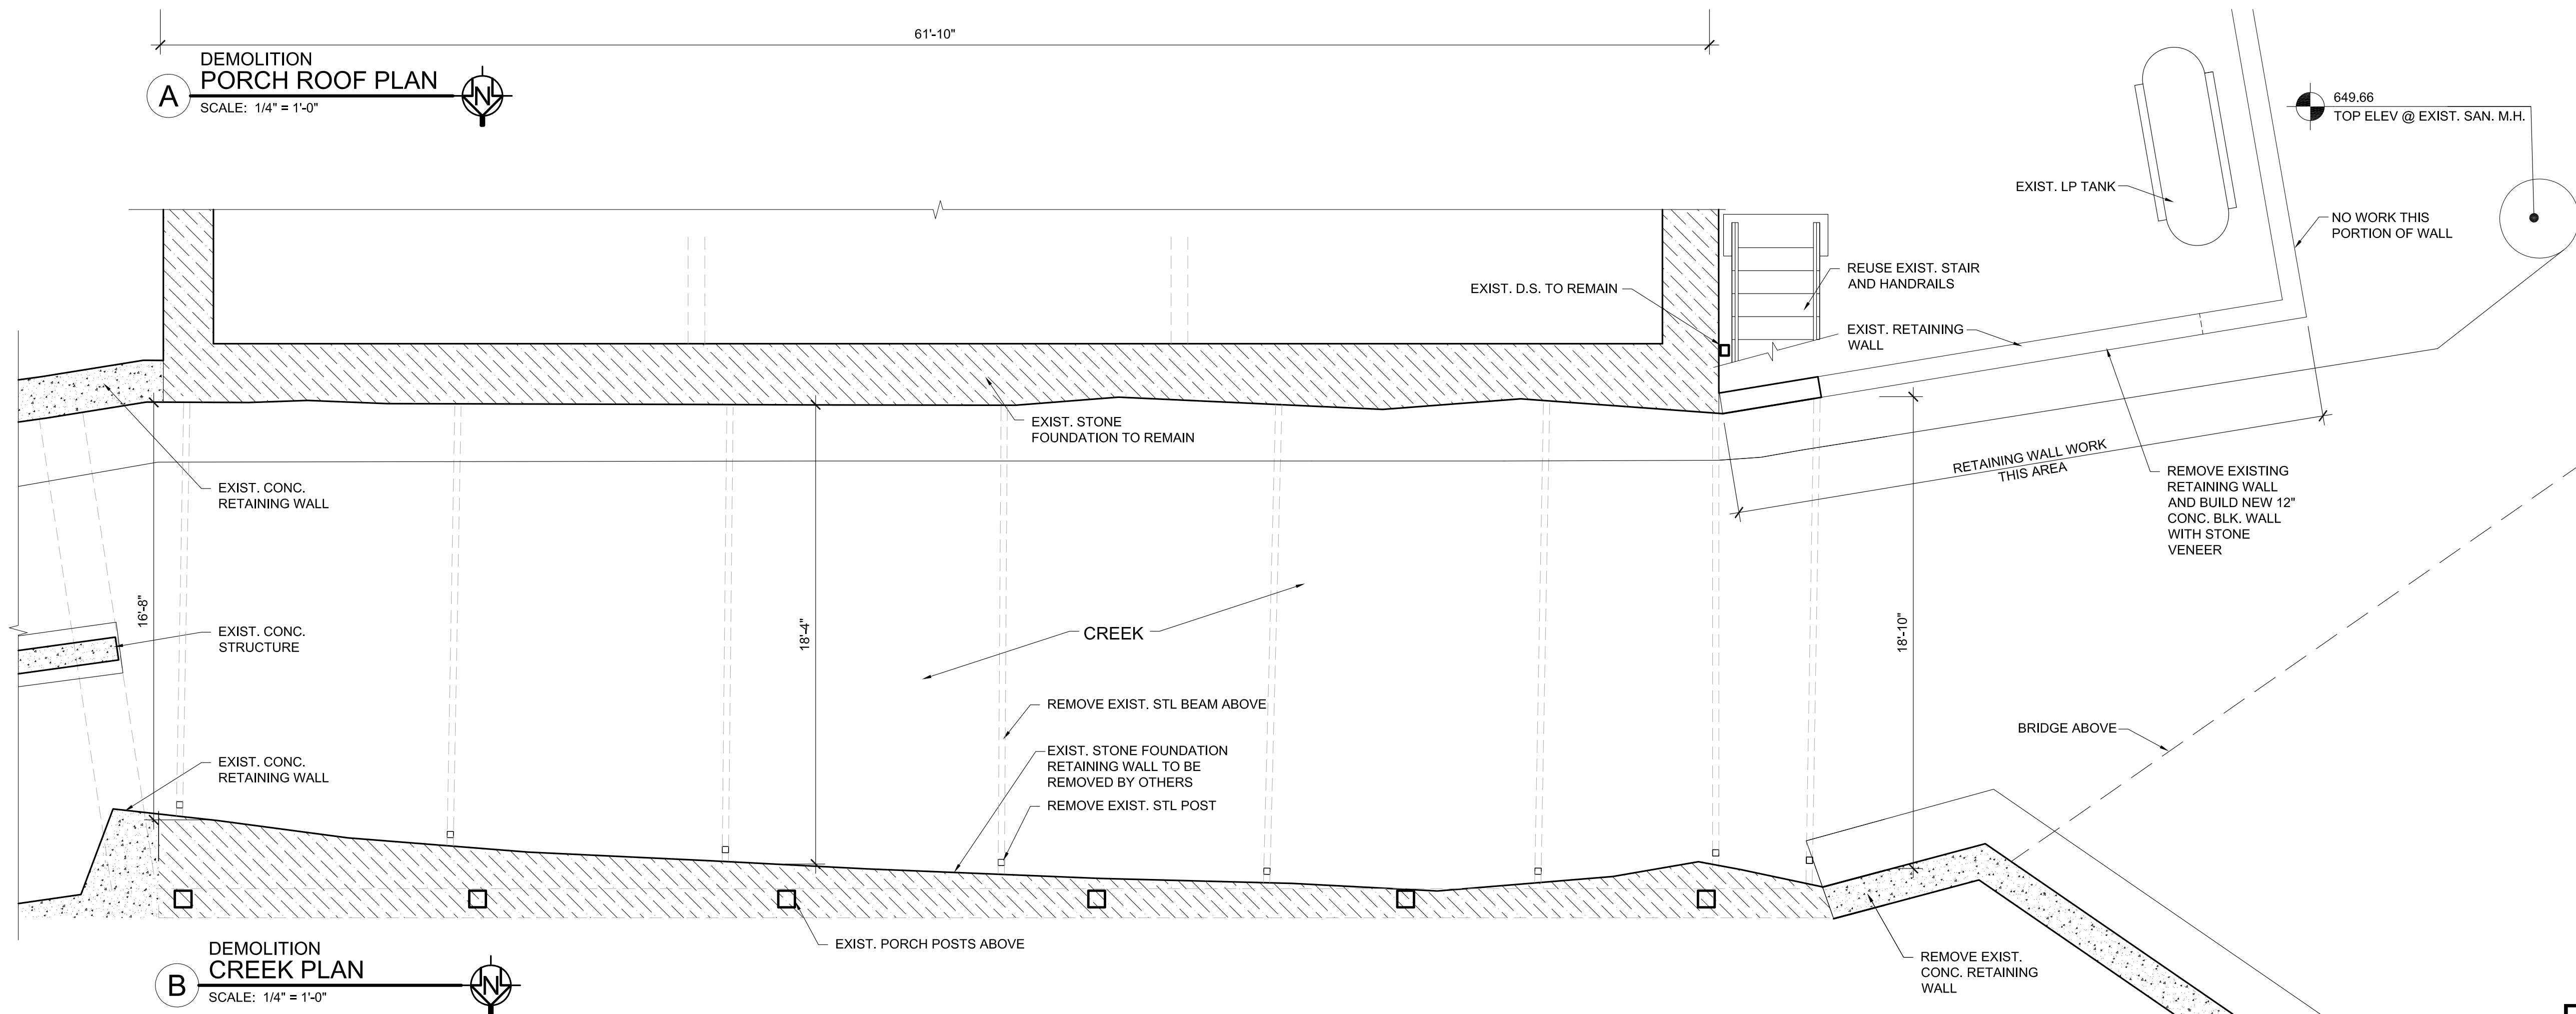 61'-10"
DEMOLITION
A
PORCH ROOF PLAN
N
SCALE: 1/4" = 1'-0"
649.66
TOP ELEV @ EXIST. SAN. M.H.
EXIST. LP TANK
NO WORK THIS
PORTION OF WALL
REUSE EXIST. STAIR
AND HANDRAILS
EXIST. D.S. TO REMAIN
EXIST. RETAINING
WALL
EXIST. STONE
FOUNDATION TO REMAIN
RETAINING WALL WORK
THIS AREA
REMOVE EXISTING
RETAINING WALL
AND BUILD NEW 12"
CONC. BLK. WALL
WITH STONE
VENEER
EXIST. CONC.
RETAINING WALL
16'-8"
18'-4"
18'-10"
EXIST. CONC.
STRUCTURE
CREEK
REMOVE EXIST. STL BEAM ABOVE
BRIDGE ABOVE
EXIST. STONE FOUNDATION
RETAINING WALL TO BE
REMOVED BY OTHERS
EXIST. CONC.
RETAINING WALL
REMOVE EXIST. STL POST
EXIST. PORCH POSTS ABOVE
REMOVE EXIST.
CONC. RETAINING
WALL
DEMOLITION
B
CREEK PLAN
N
SCALE: 1/4" = 1'-0"